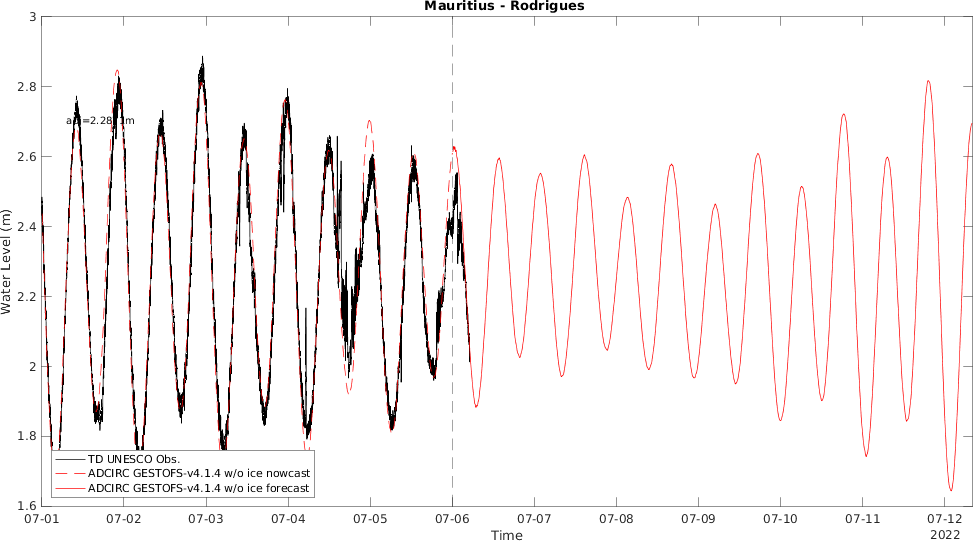 Mauritius - Rodrigues
Water Level (m)
3
2.8
2.6
2.4
2.2
2
1.8
1.6
TD UNESCO Obs.
ADCIRC GESTOFS-v4.1.4 w/o ice nowcast
ADCIRC GESTOFS-v4.1.4 w/o ice forecast
07-01 07-02 07-03 07-04 07-05 07-06 07-07 07-08 07-09 07-10 07-11 07-12
Time
2022